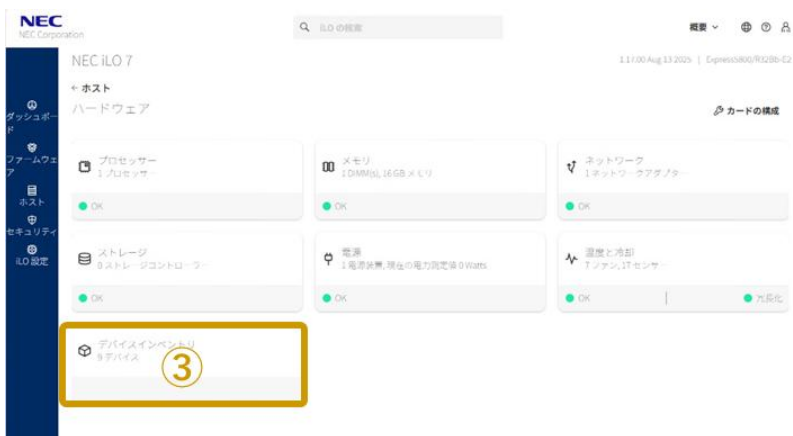 NEC
NEC Corporation
iLO の検索
概要
NEC iLO 7
1.17.00 Aug 13 2025 | Express5800/R32Bb-E2
ホスト
ハードウェア
カードの構成
ダッシュボー
ド
ファームウェ
ア
ホスト
セキュリティ
iLO 設定
プロセッサー
1 プロセッサー
OK
メモリ
1 DIMM(s), 16 GB メモリ
OK
ネットワーク
1 ネットワークアダプター
OK
ストレージ
0 ストレージコントローラー
OK
電源
1 電源装置, 現在の電力測定値 0 Watts
OK
温度と冷却
7 ファン, 17 センサー
OK
冗長化
デバイスインベントリ
9 デバイス
③